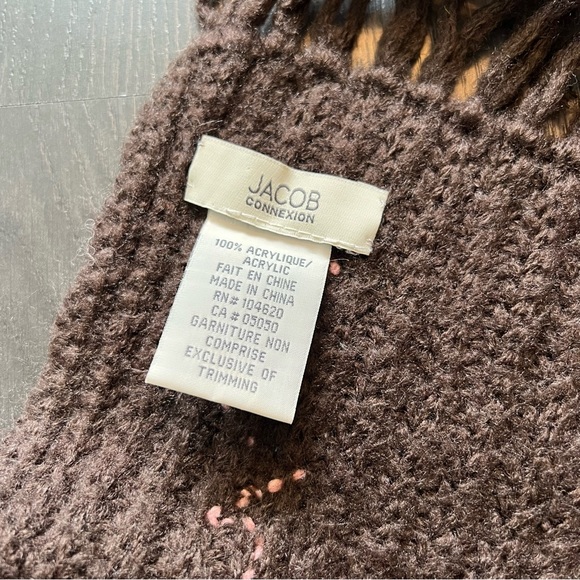 JACOB
CONNEXION
100% ACRYLIQUE/
ACRYLIC
FAIT EN CHINE
MADE IN CHINA
RN# 104620
CA # 05050
GARNITURE NON
COMPRISE
EXCLUSIVE OF
TRIMMING